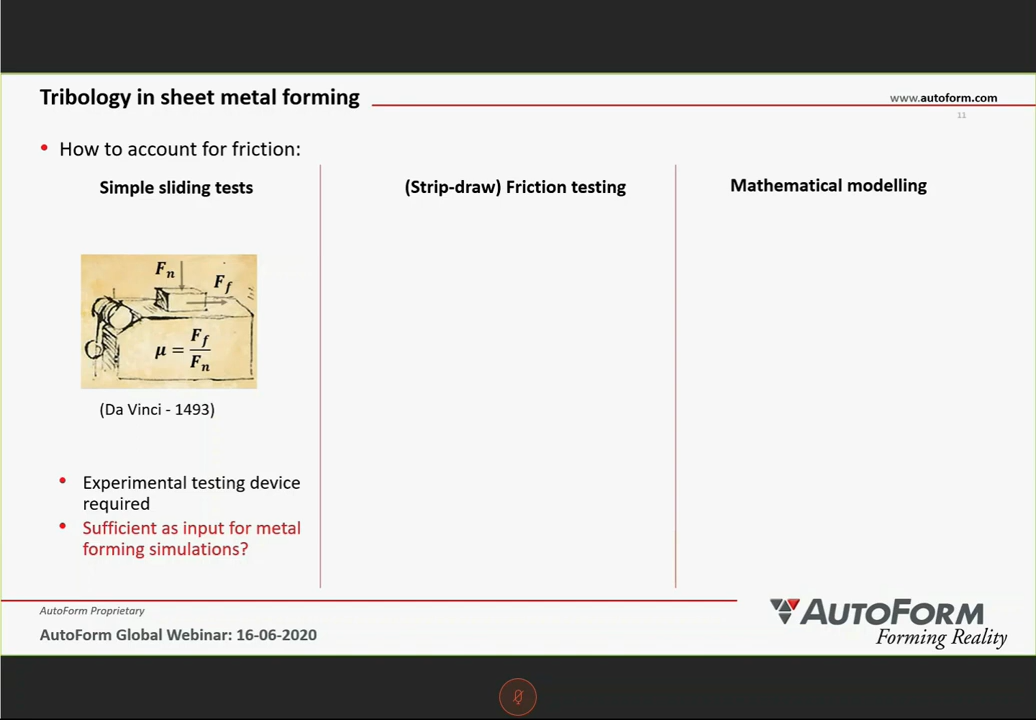 Tribology in sheet metal forming
www.autoform.com
11
• How to account for friction:
Simple sliding tests
(Strip-draw) Friction testing
Mathematical modelling
Fn
Ff
μ = Ff / Fn
(Da Vinci - 1493)
• Experimental testing device
required
• Sufficient as input for metal
forming simulations?
AutoForm Proprietary
AutoForm Global Webinar: 16-06-2020
AUTOFORM
Forming Reality